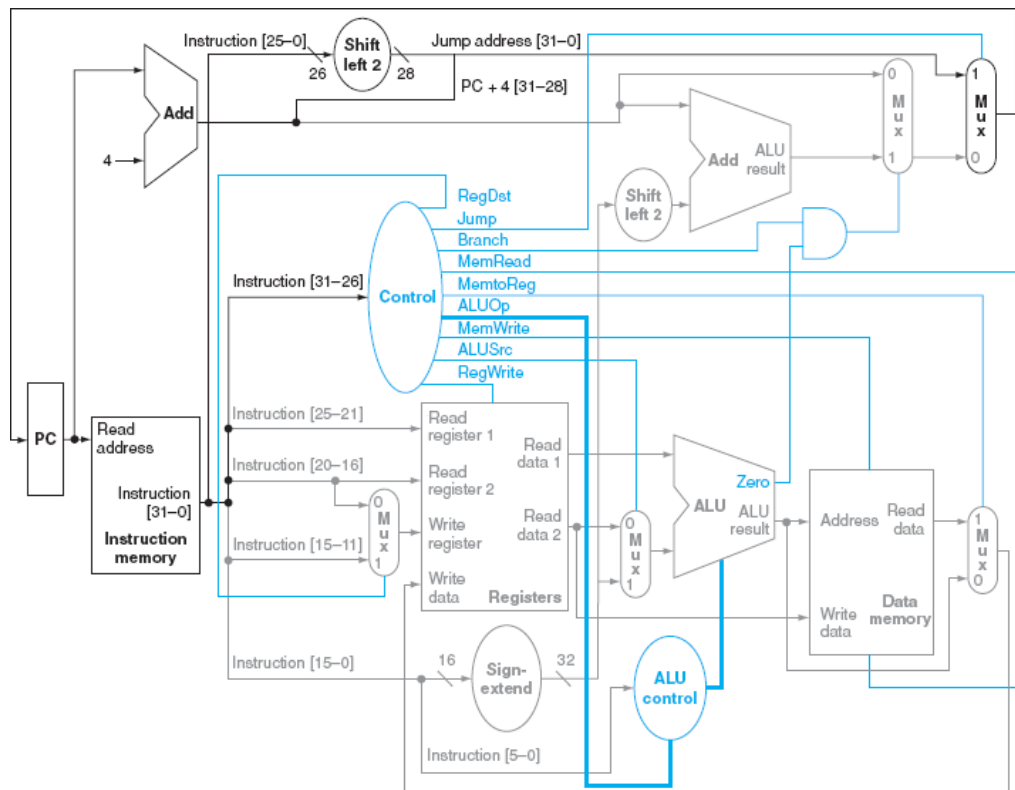 Instruction [25–0]
26
Shift
left 2
28
Jump address [31–0]
PC + 4 [31–28]
Add
4
0
M
u
x
1
1
M
u
x
0
Add
ALU
result
Shift
left 2
RegDst
Jump
Branch
MemRead
MemtoReg
ALUOp
MemWrite
ALUSrc
RegWrite
Instruction [31–26]
Control
PC
Read
address
Instruction
[31–0]
Instruction
memory
Instruction [25–21]
Instruction [20–16]
Instruction [15–11]
0
M
u
x
1
Read
register 1
Read
register 2
Write
register
Write
data
Read
data 1
Read
data 2
Registers
0
M
u
x
1
Zero
ALU
ALU
result
Address
Read
data
Write
data
Data
memory
1
M
u
x
0
Instruction [15–0]
16
Sign-
extend
32
ALU
control
Instruction [5–0]